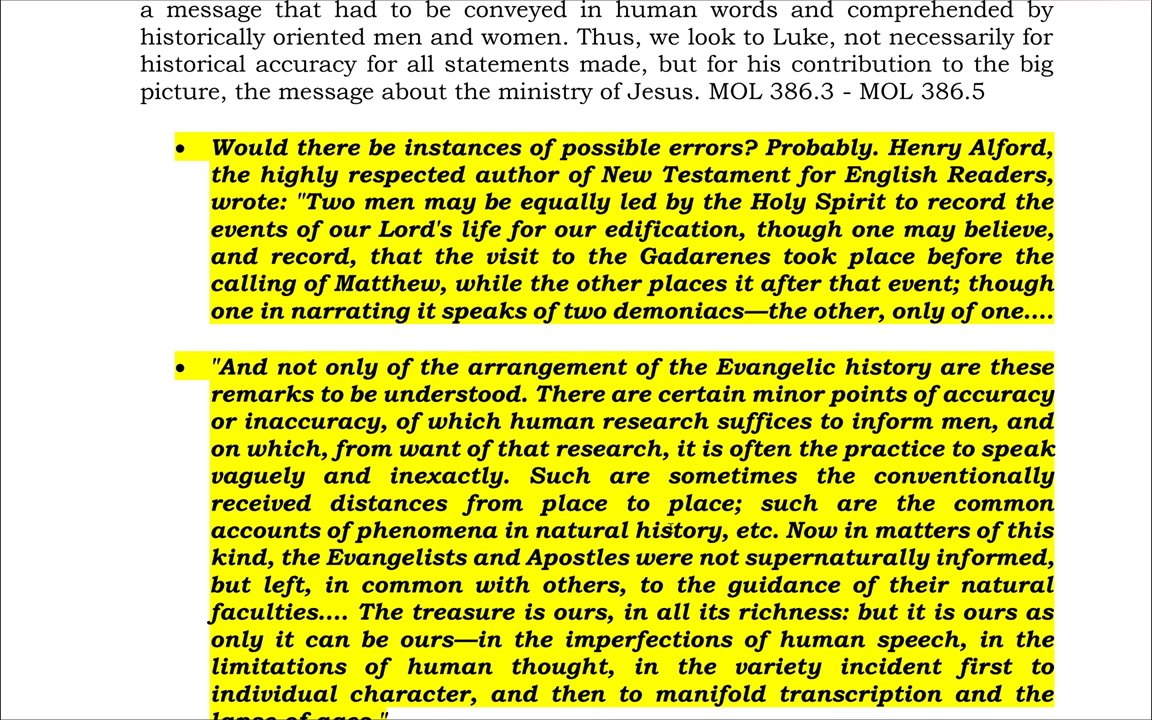 a message that had to be conveyed in human words and comprehended by
historically oriented men and women. Thus, we look to Luke, not necessarily for
historical accuracy for all statements made, but for his contribution to the big
picture, the message about the ministry of Jesus. MOL 386.3 - MOL 386.5
• Would there be instances of possible errors? Probably. Henry Alford,
the highly respected author of New Testament for English Readers,
wrote: "Two men may be equally led by the Holy Spirit to record the
events of our Lord's life for our edification, though one may believe,
and record, that the visit to the Gadarenes took place before the
calling of Matthew, while the other places it after that event; though
one in narrating it speaks of two demoniacs—the other, only of one....
• "And not only of the arrangement of the Evangelic history are these
remarks to be understood. There are certain minor points of accuracy
or inaccuracy, of which human research suffices to inform men, and
on which, from want of that research, it is often the practice to speak
vaguely and inexactly. Such are sometimes the conventionally
received distances from place to place; such are the common
accounts of phenomena in natural history, etc. Now in matters of this
kind, the Evangelists and Apostles were not supernaturally informed,
but left, in common with others, to the guidance of their natural
faculties.... The treasure is ours, in all its richness: but it is ours as
only it can be ours—in the imperfections of human speech, in the
limitations of human thought, in the variety incident first to
individual character, and then to manifold transcription and the
lapse of ages."